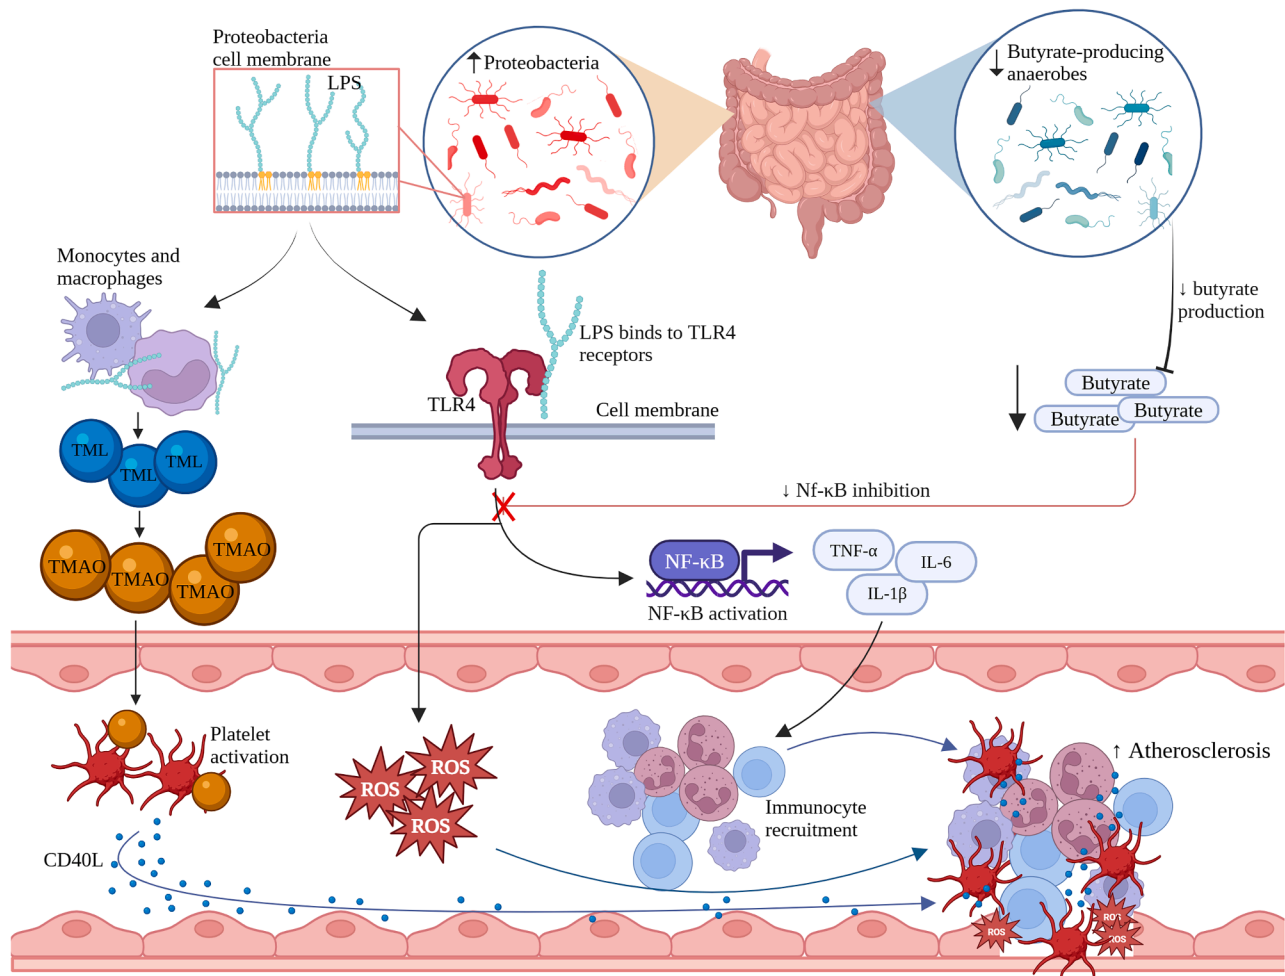 Proteobacteria
cell membrane
LPS
↑ Proteobacteria
↓ Butyrate-producing
anaerobes
Monocytes and
macrophages
↓ butyrate
production
LPS binds to TLR4
receptors
TLR4
Cell membrane
Butyrate
Butyrate
Butyrate
TML
TML
TML
↓ Nf-κB inhibition
TMAO
TMAO
TMAO
TMAO
NF-κB
NF-κB activation
TNF-α
IL-6
IL-1β
Platelet
activation
ROS
ROS
ROS
Immunocyte
recruitment
↑ Atherosclerosis
CD40L
ROS
ROS
ROS